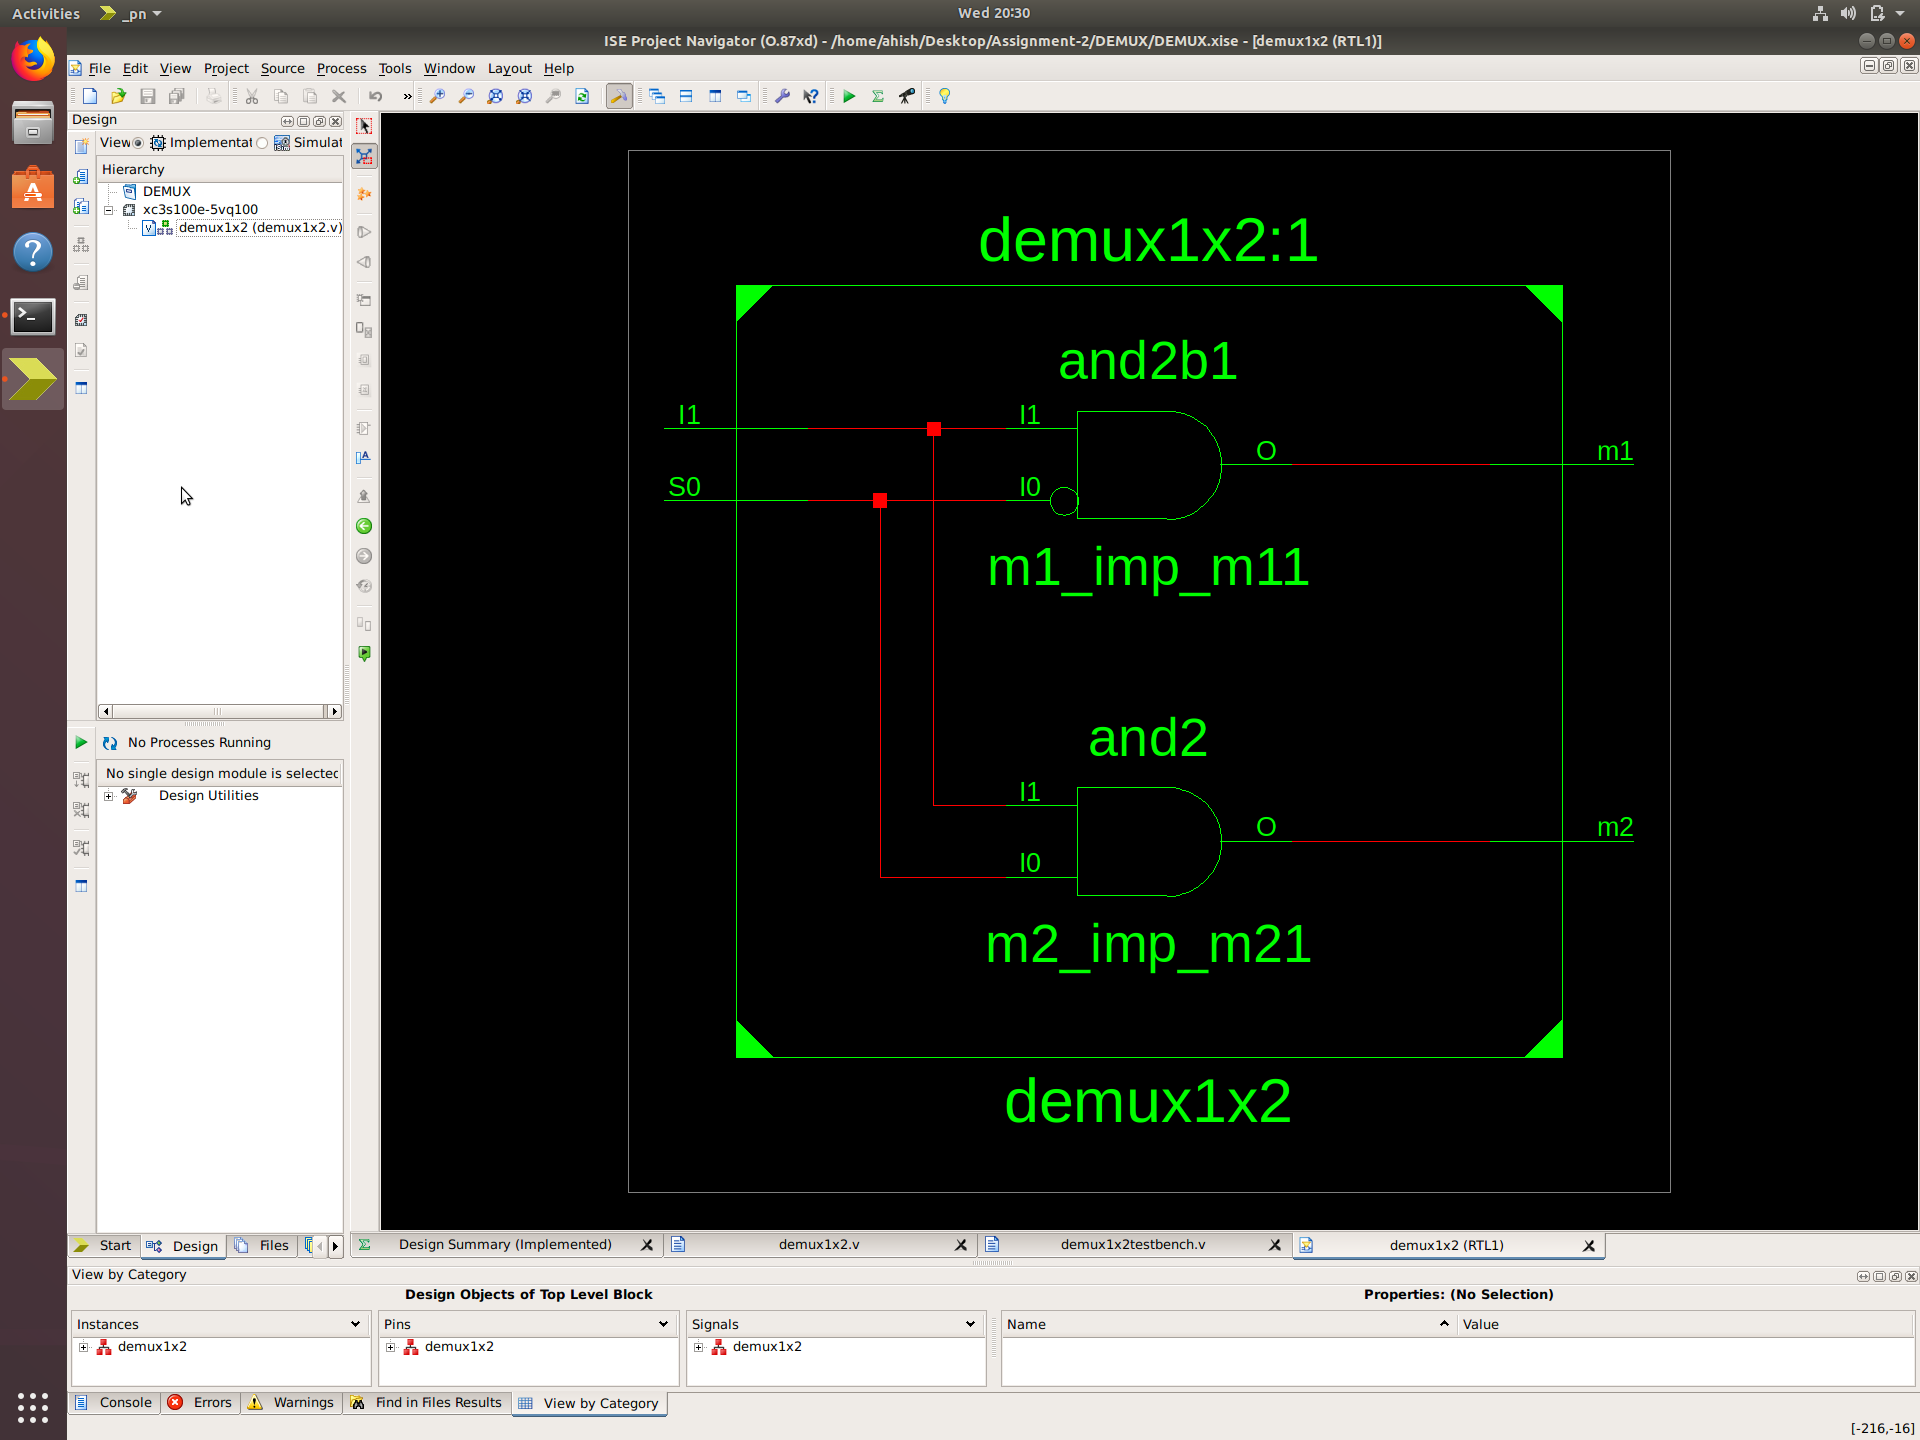 Activities _pn Wed 20:30
ISE Project Navigator (O.87xd) - /home/ahish/Desktop/Assignment-2/DEMUX/DEMUX.xise - [demux1x2 (RTL1)]
File Edit View Project Source Process Tools Window Layout Help
Design
View Implementat Simulat
Hierarchy
DEMUX
xc3s100e-5vq100
demux1x2 (demux1x2.v)
No Processes Running
No single design module is selected
Design Utilities
demux1x2:1
and2b1
I1 I1
O m1
S0 I0
m1_imp_m11
and2
I1
O m2
I0
m2_imp_m21
demux1x2
Start Design Files
Design Summary (Implemented) demux1x2.v demux1x2testbench.v demux1x2 (RTL1)
View by Category
Design Objects of Top Level Block Properties: (No Selection)
Instances Pins Signals Name Value
demux1x2 demux1x2 demux1x2
Console Errors Warnings Find in Files Results View by Category
[-216,-16]